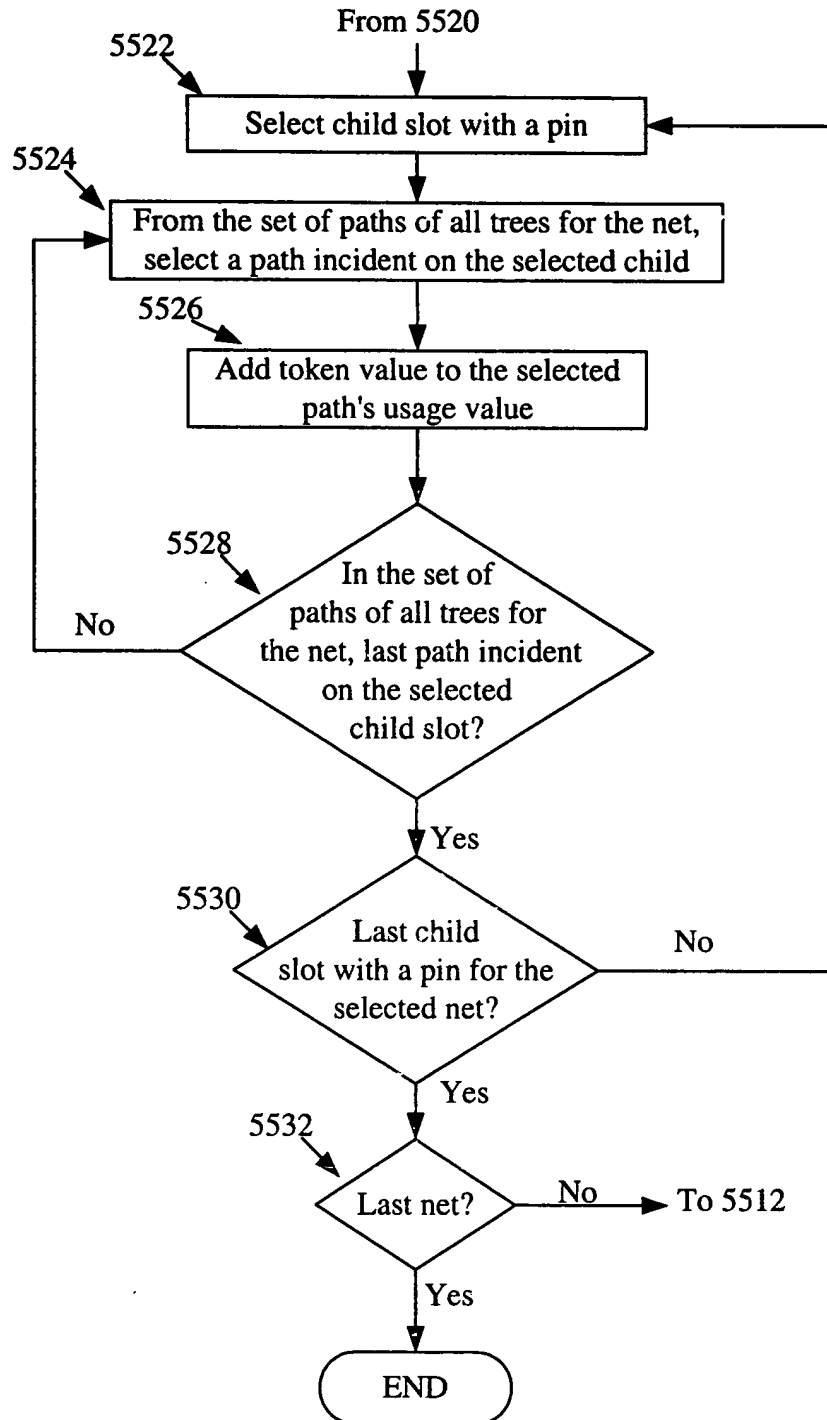 From 5520
5522
Select child slot with a pin
5524
From the set of paths of all trees for the net,
select a path incident on the selected child
5526
Add token value to the selected
path's usage value
5528
In the set of
paths of all trees for
the net, last path incident
on the selected
child slot?
No
Yes
5530
Last child
slot with a pin for the
selected net?
No
Yes
5532
Last net?
No
To 5512
Yes
END